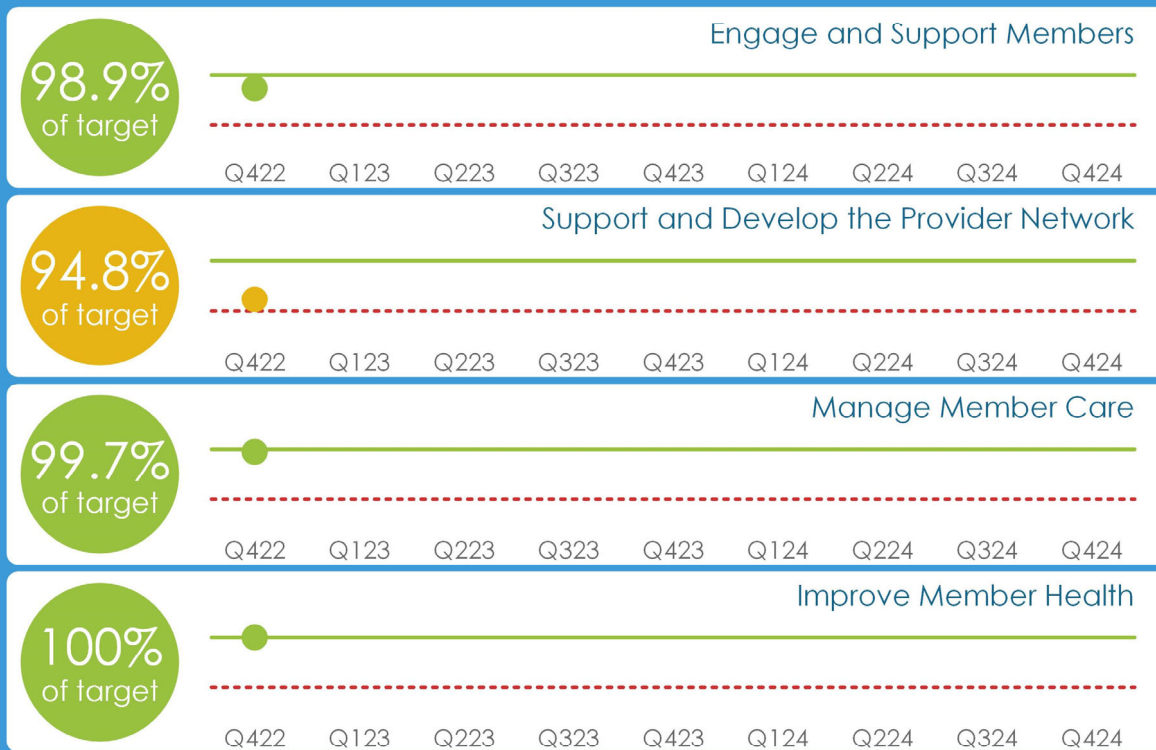 Engage and Support Members
98.9%
of target
Q422 Q123 Q223 Q323 Q423 Q124 Q224 Q324 Q424
Support and Develop the Provider Network
94.8%
of target
Q422 Q123 Q223 Q323 Q423 Q124 Q224 Q324 Q424
Manage Member Care
99.7%
of target
Q422 Q123 Q223 Q323 Q423 Q124 Q224 Q324 Q424
Improve Member Health
100%
of target
Q422 Q123 Q223 Q323 Q423 Q124 Q224 Q324 Q424